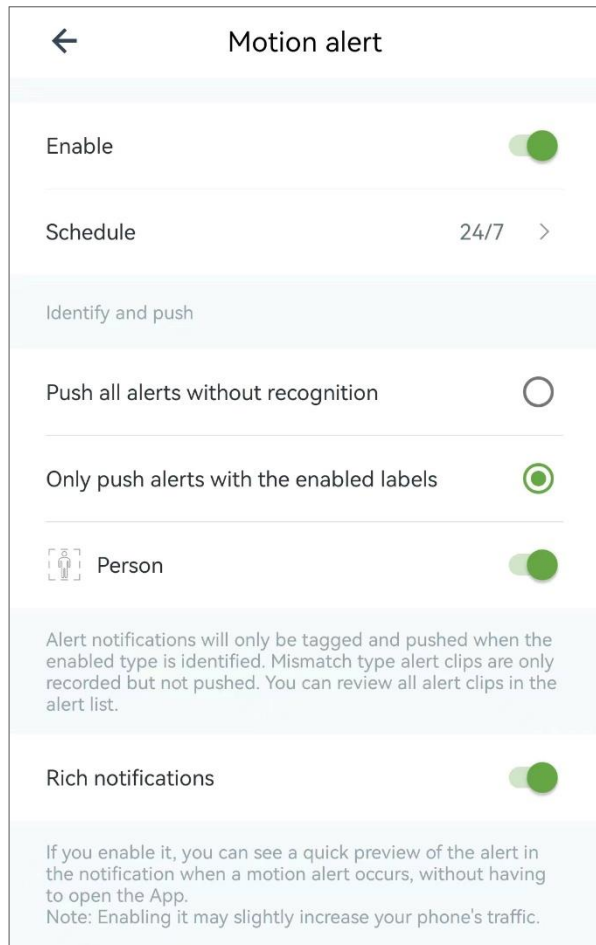 Motion alert
Enable
Schedule 24/7
Identify and push
Push all alerts without recognition
Only push alerts with the enabled labels
Person
Alert notifications will only be tagged and pushed when the
enabled type is identified. Mismatch type alert clips are only
recorded but not pushed. You can review all alert clips in the
alert list.
Rich notifications
If you enable it, you can see a quick preview of the alert in
the notification when a motion alert occurs, without having
to open the App.
Note: Enabling it may slightly increase your phone's traffic.